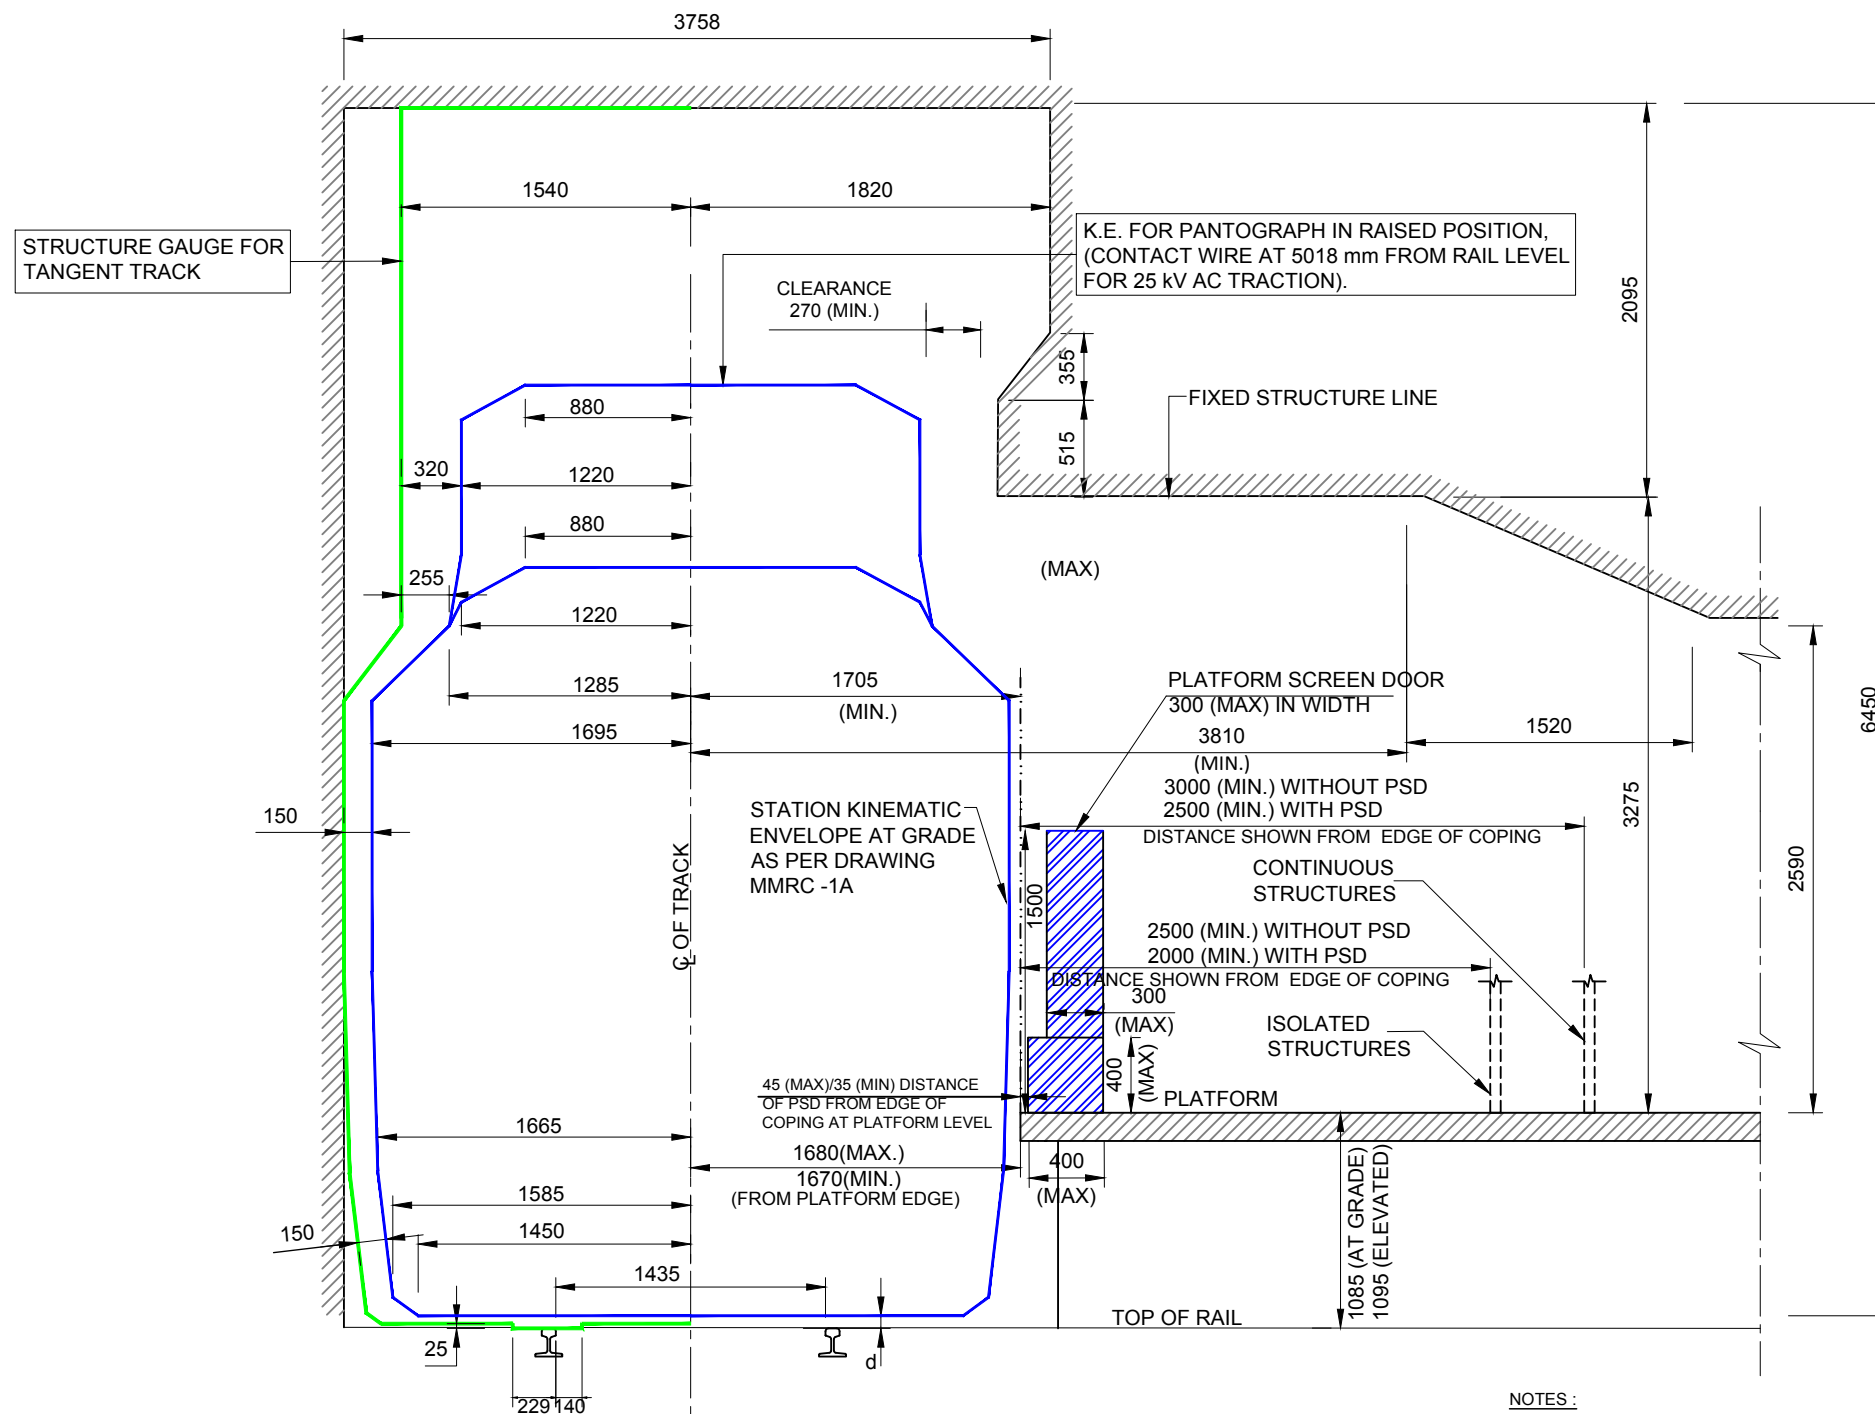 3758
1540
1820
STRUCTURE GAUGE FOR
TANGENT TRACK
K.E. FOR PANTOGRAPH IN RAISED POSITION,
(CONTACT WIRE AT 5018 mm FROM RAIL LEVEL
FOR 25 kV AC TRACTION).
CLEARANCE
270 (MIN.)
2095
355
FIXED STRUCTURE LINE
880
515
320
1220
880
(MAX)
255
1220
1285
1705
(MIN.)
PLATFORM SCREEN DOOR
300 (MAX) IN WIDTH
6450
1695
3810
(MIN.)
1520
3000 (MIN.) WITHOUT PSD
2500 (MIN.) WITH PSD
DISTANCE SHOWN FROM EDGE OF COPING
3275
150
STATION KINEMATIC
ENVELOPE AT GRADE
AS PER DRAWING
MMRC -1A
CONTINUOUS
STRUCTURES
2590
1500
C L OF TRACK
2500 (MIN.) WITHOUT PSD
2000 (MIN.) WITH PSD
DISTANCE SHOWN FROM EDGE OF COPING
300
(MAX)
ISOLATED
STRUCTURES
400
(MAX)
45 (MAX)/35 (MIN) DISTANCE
OF PSD FROM EDGE OF
COPING AT PLATFORM LEVEL
PLATFORM
1665
1680(MAX.)
1670(MIN.)
(FROM PLATFORM EDGE)
400
(MAX)
1585
150
1450
1085 (AT GRADE)
1095 (ELEVATED)
1435
TOP OF RAIL
25
d
229
140
NOTES :